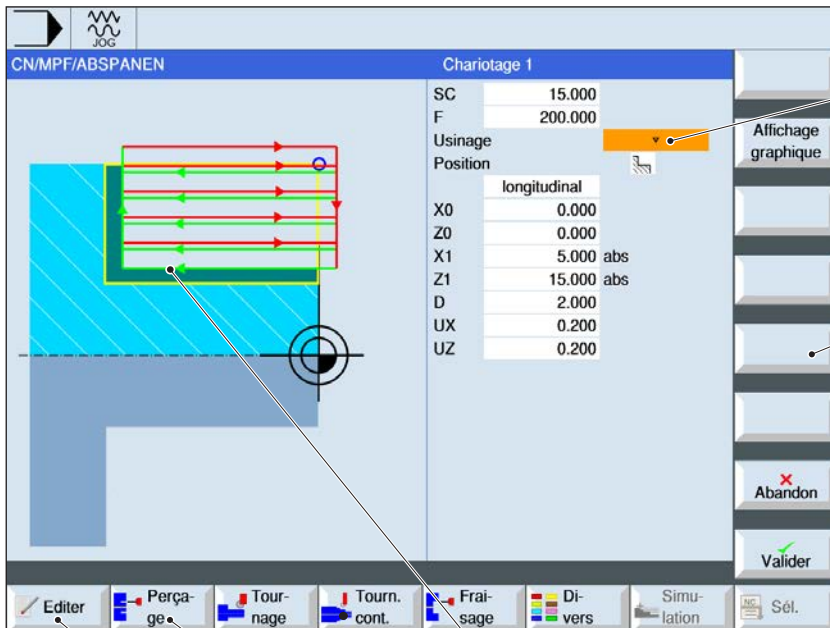 JOG
CN/MPF/ABSPANEN
Chariotage 1
SC 15.000
F 200.000
Usinage
Position
longitudinal
X0 0.000
Z0 0.000
X1 5.000 abs
Z1 15.000 abs
D 2.000
UX 0.200
UZ 0.200
Affichage
graphique
Abandon
Valider
Editer
Perça-
ge
Tour-
nage
Tourn.
cont.
Frai-
sage
Di-
vers
Simu-
lation
NC
Sél.